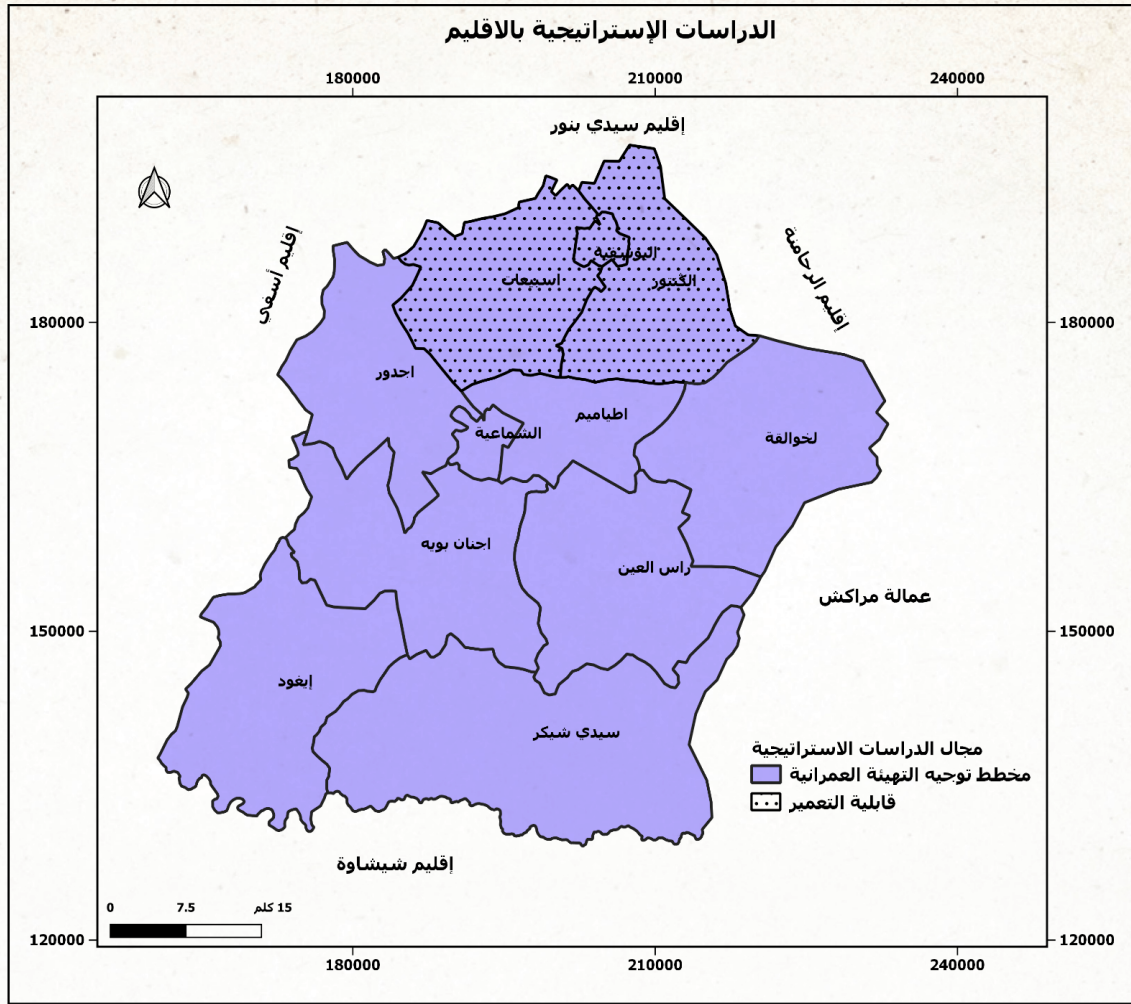 الدراسات الإستراتيجية بالاقليم
180000
210000
240000
إقليم سيدي بنور
إقليم أسفي
إقليم الرحامنة
اليوسفية
اسبيعات
الكنتور
180000
180000
اجدور
اطياميم
الشماعية
لخوالقة
اجنان بويه
راس العين
عمالة مراكش
150000
150000
إيغود
سيدي شيكر
مجال الدراسات الاستراتيجية
مخطط توجيه التهيئة العمرانية
قابلية التعمير
إقليم شيشاوة
0
7.5
15 كلم
120000
120000
180000
210000
240000